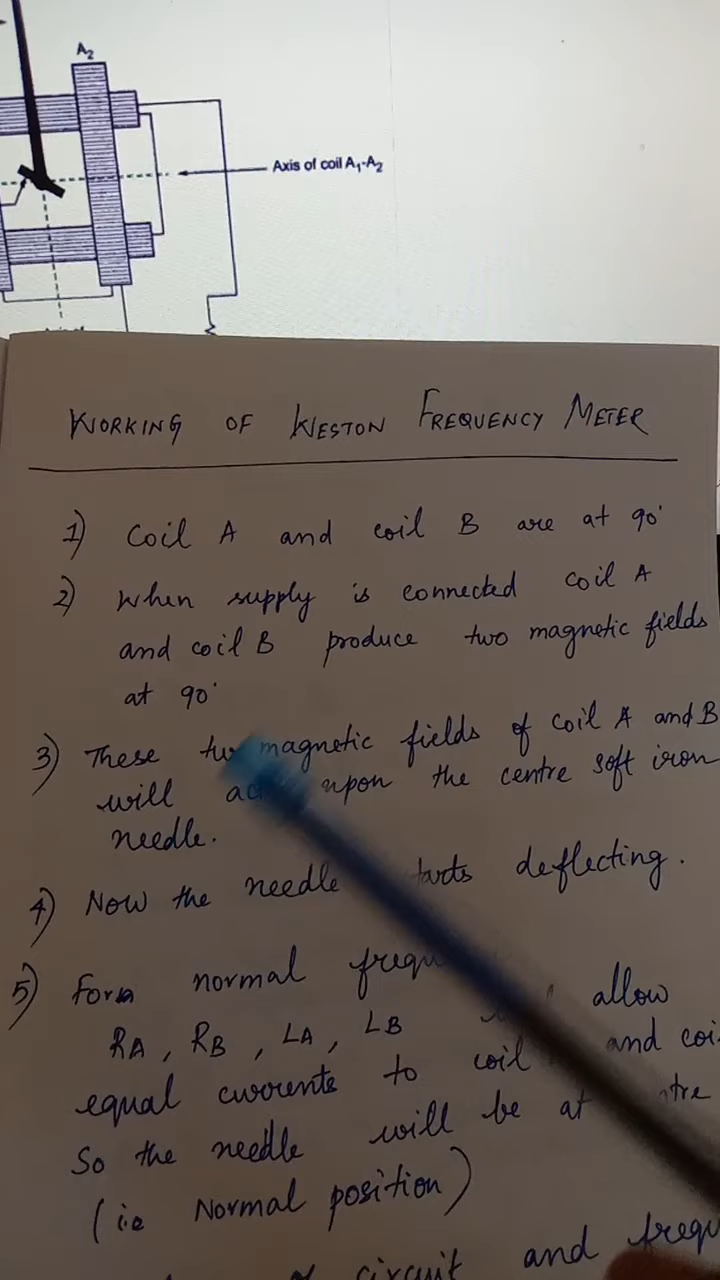 A2
Axis of coil A1-A2
WORKING OF WESTON FREQUENCY METER
1) Coil A and coil B are at 90°
2) When supply is connected coil A
and coil B produce two magnetic fields
at 90°
3) These magnetic fields of coil A and B
will upon the centre soft iron
needle.
4) Now the needle deflecting.
5) For normal
RA, RB, LA, LB allow
equal currents to coil and
So the needle will be at
(ie Normal position)
of circuit and